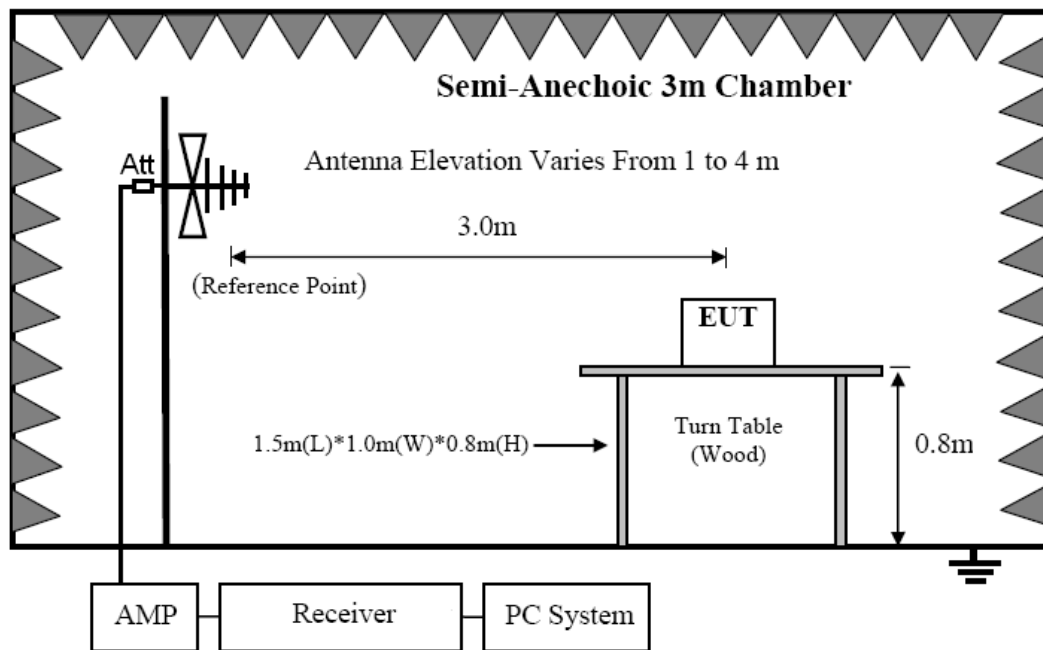 Semi-Anechoic 3m Chamber
Att
Antenna Elevation Varies From 1 to 4 m
3.0m
(Reference Point)
EUT
1.5m(L)*1.0m(W)*0.8m(H)
Turn Table
(Wood)
0.8m
AMP
Receiver
PC System